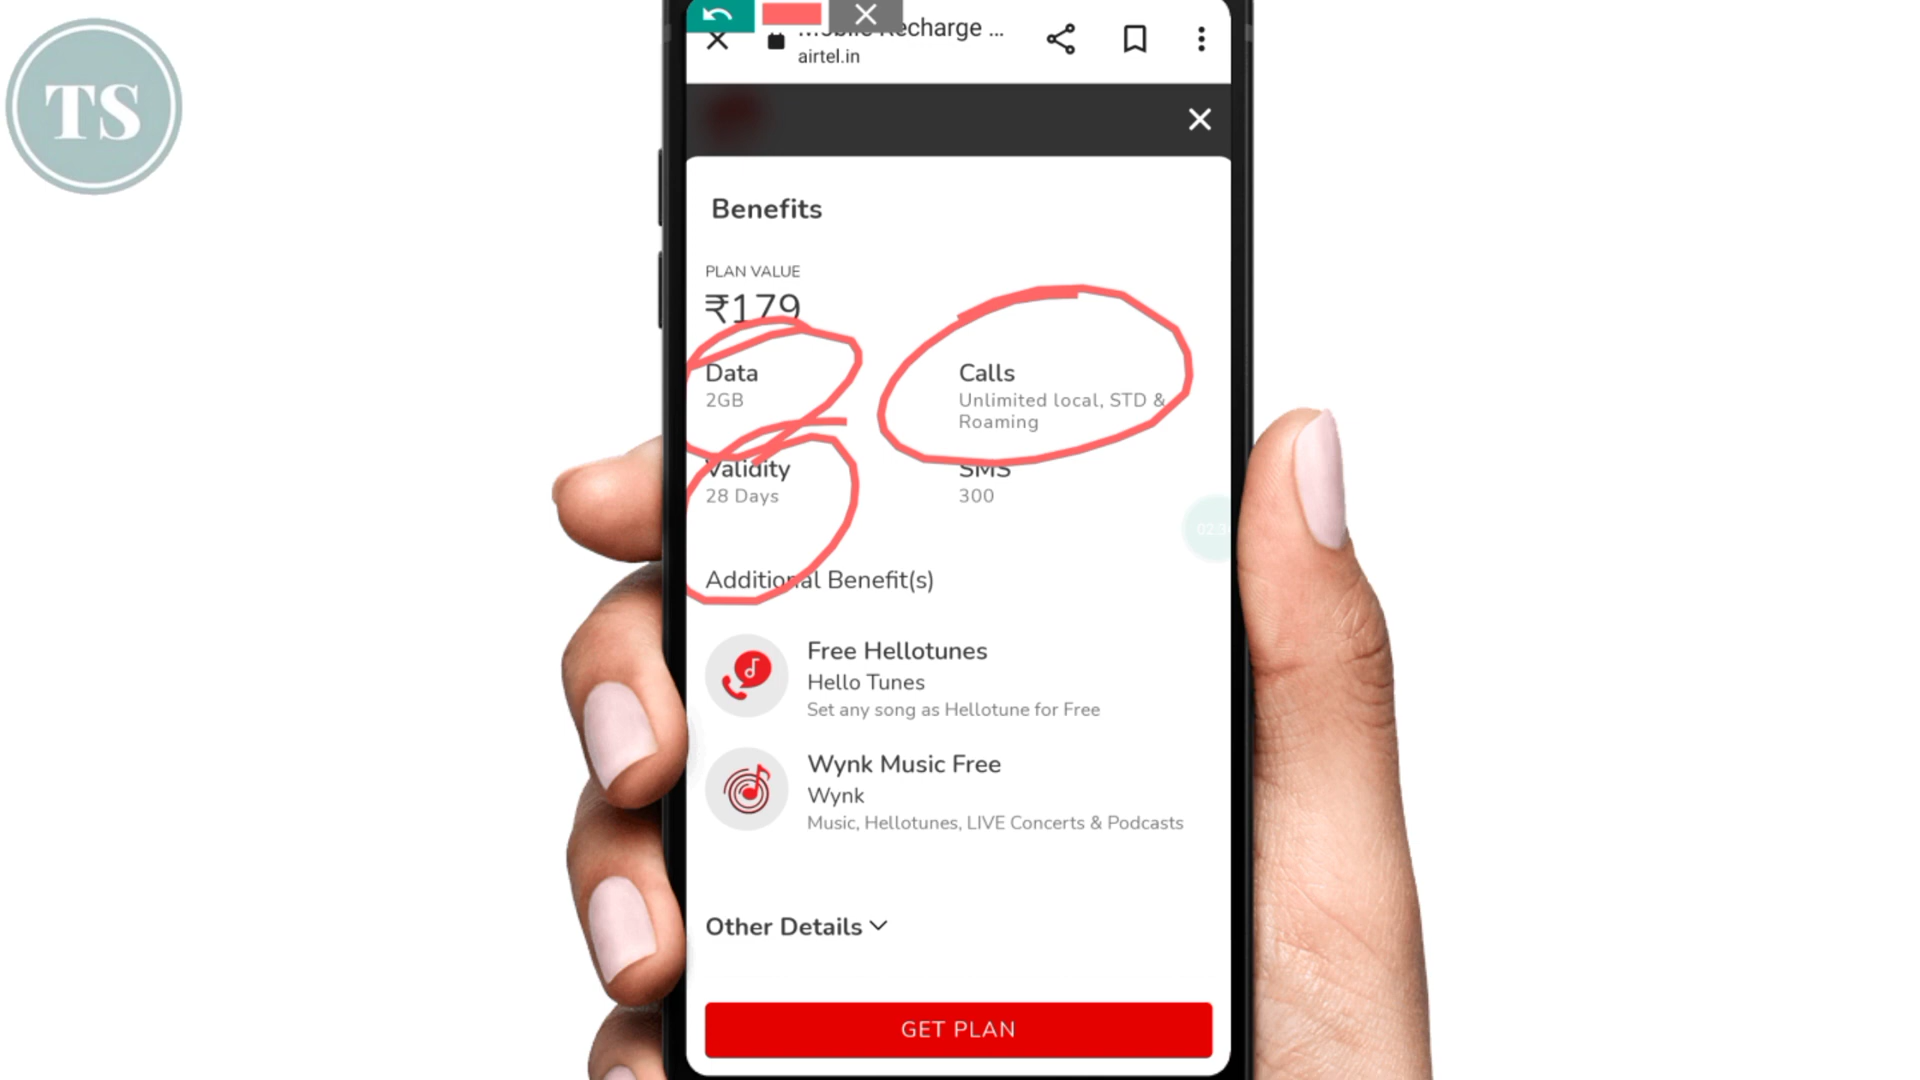 TS
Recharge ...
airtel.in
Benefits
PLAN VALUE
₹179
Data
2GB
Calls
Unlimited local, STD &
Roaming
Validity
28 Days
SMS
300
Additional Benefit(s)
Free Hellotunes
Hello Tunes
Set any song as Hellotune for Free
Wynk Music Free
Wynk
Music, Hellotunes, LIVE Concerts & Podcasts
Other Details
GET PLAN